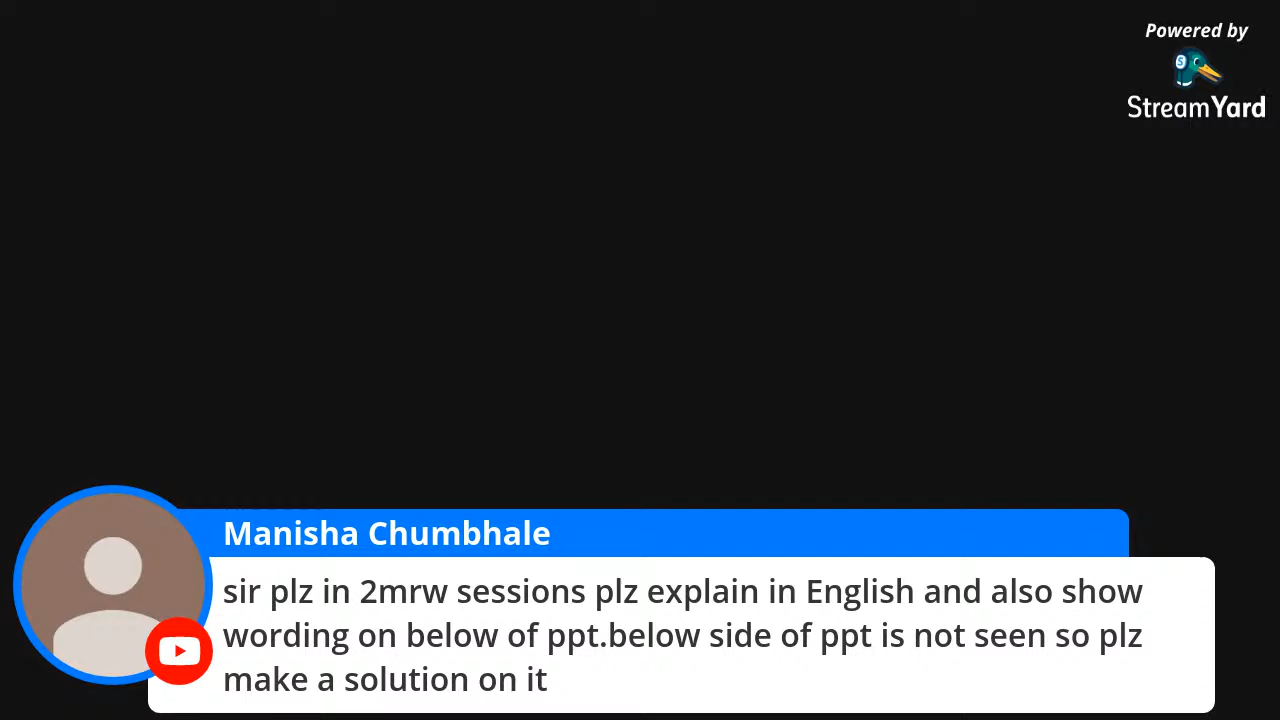 Powered by
S
StreamYard
Manisha Chumbhale
sir plz in 2mrw sessions plz explain in English and also show
wording on below of ppt.below side of ppt is not seen so plz
make a solution on it